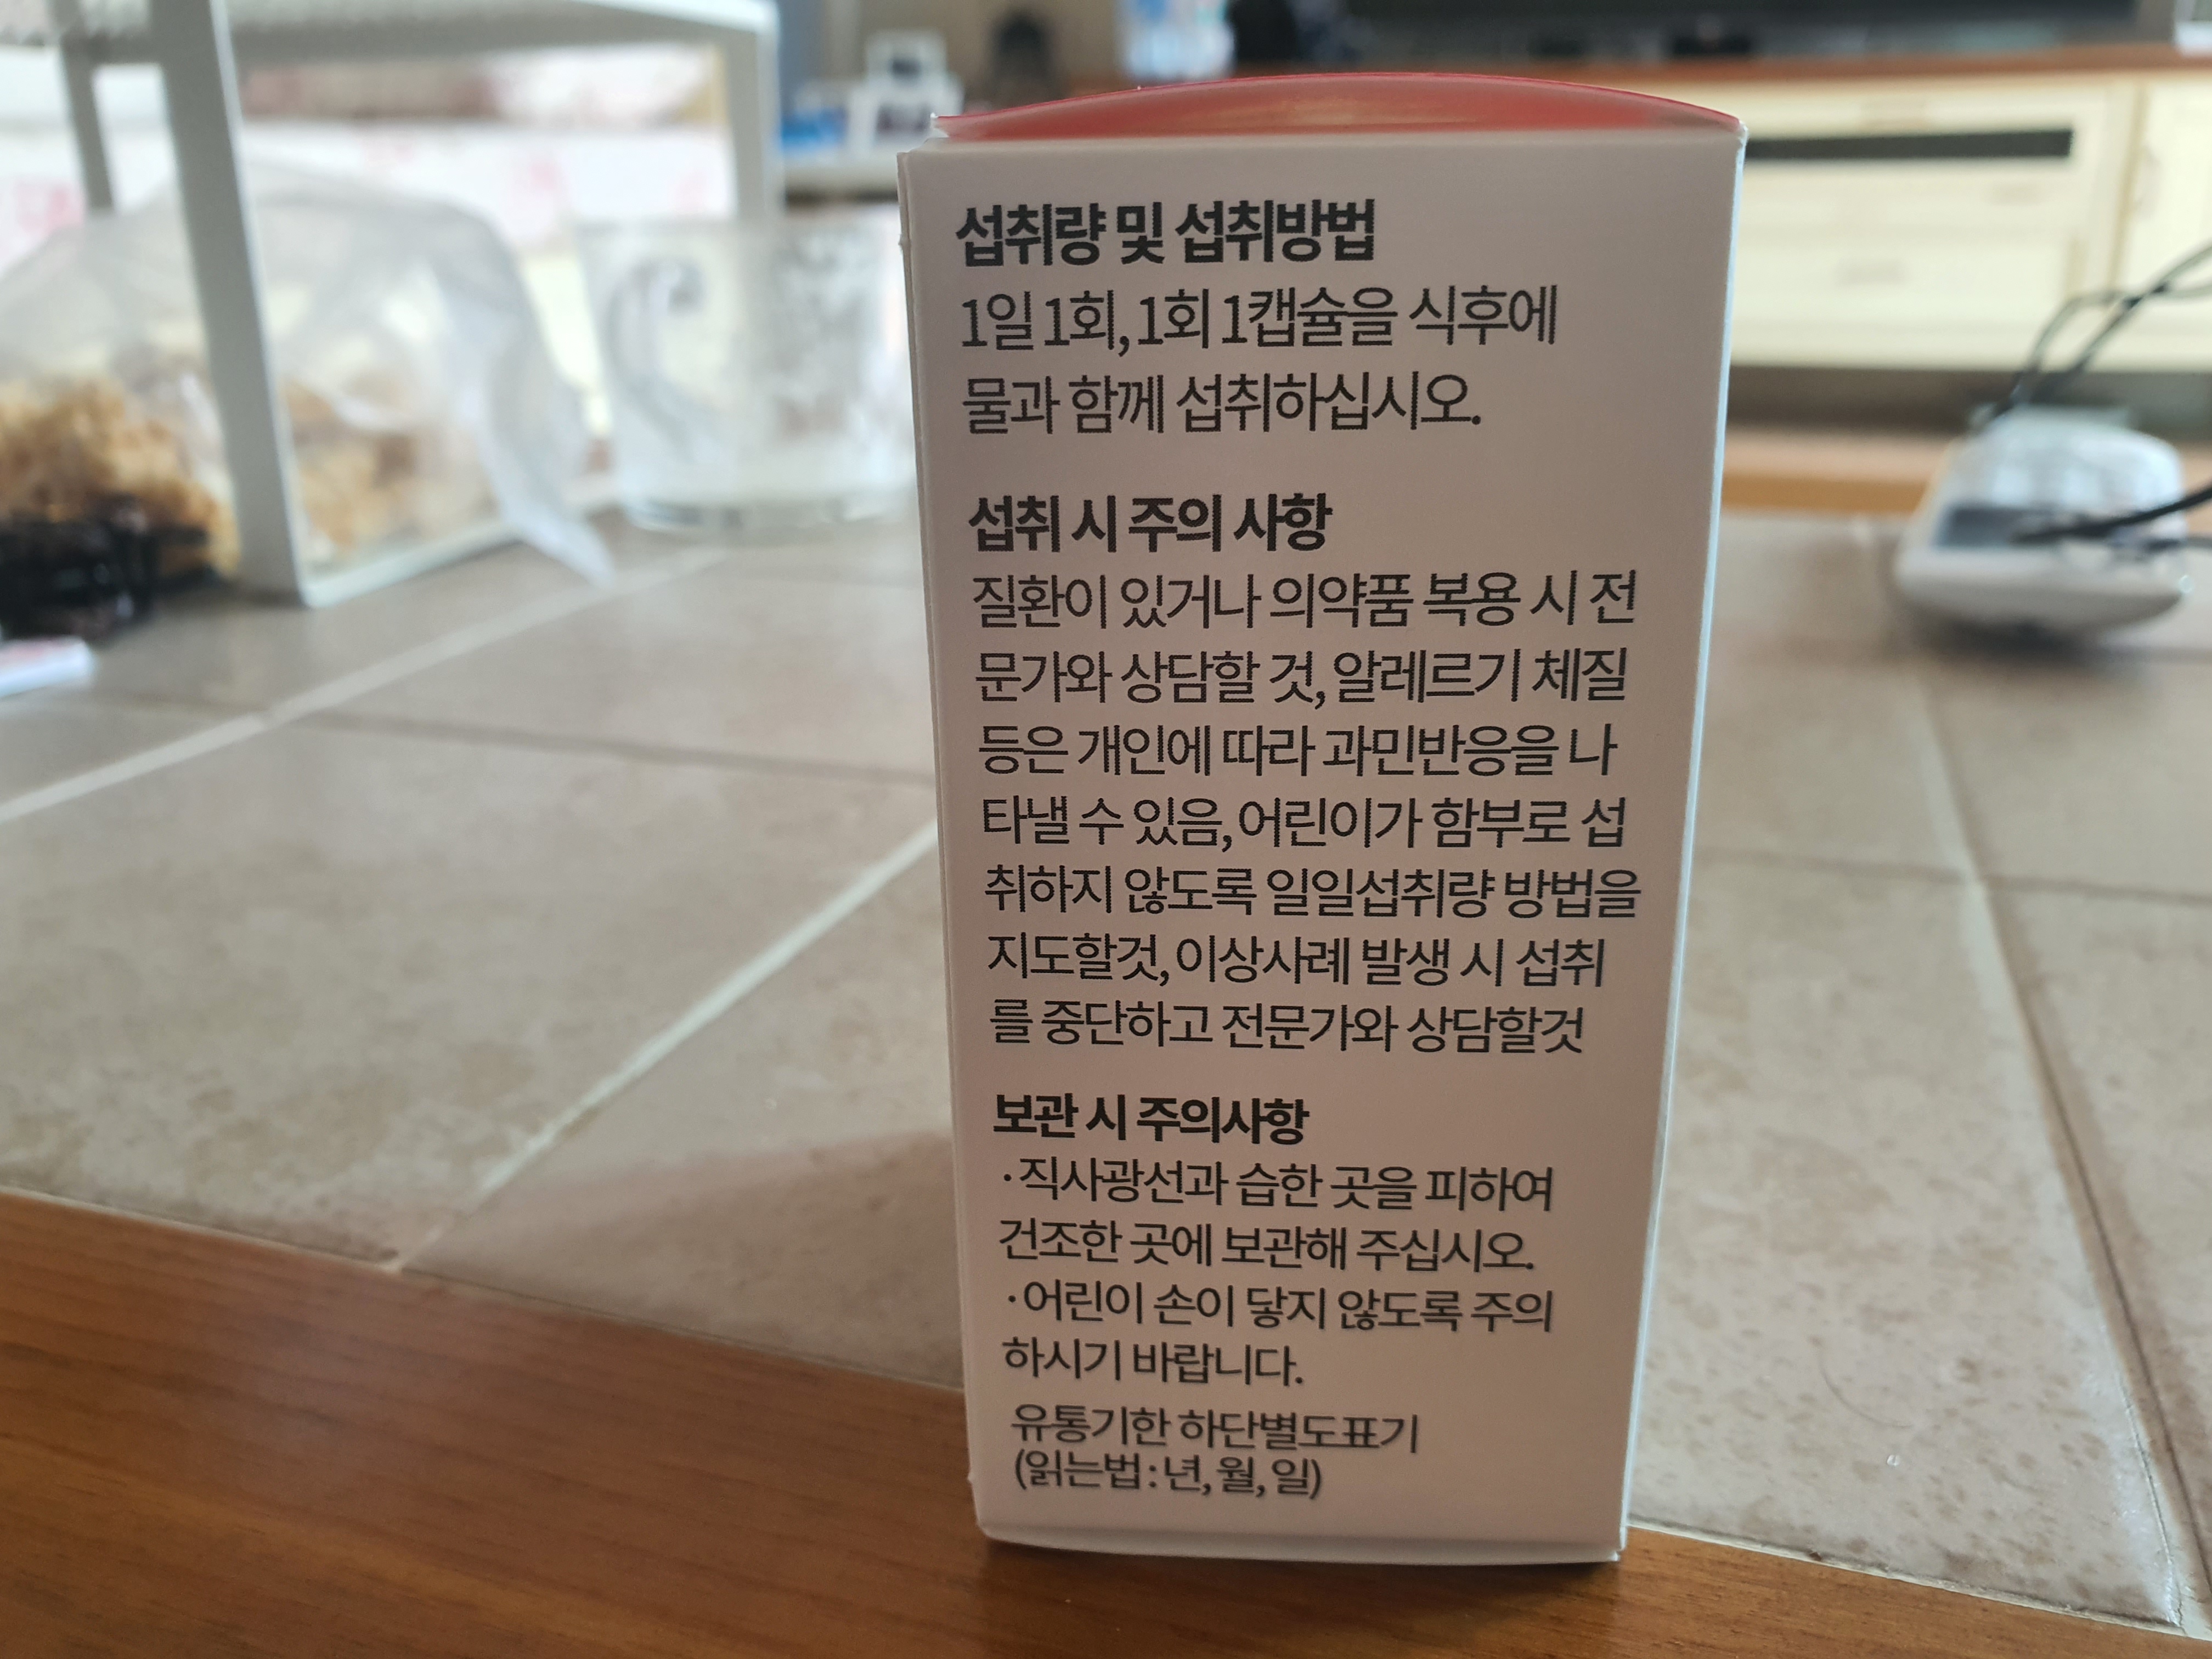 섭취량 및 섭취방법
1일 1회, 1회 1캡슐을 식후에
물과 함께 섭취하십시오.
섭취 시 주의 사항
질환이 있거나 의약품 복용 시 전
문가와 상담할 것, 알레르기 체질
등은 개인에 따라 과민반응을 나
타낼 수 있음, 어린이가 함부로 섭
취하지 않도록 일일섭취량 방법을
지도할것, 이상사례 발생 시 섭취
를 중단하고 전문가와 상담할것
보관 시 주의사항
·직사광선과 습한 곳을 피하여
건조한 곳에 보관해 주십시오.
·어린이 손이 닿지 않도록 주의
하시기 바랍니다.
유통기한 하단별도표기
(읽는법 : 년, 월, 일)